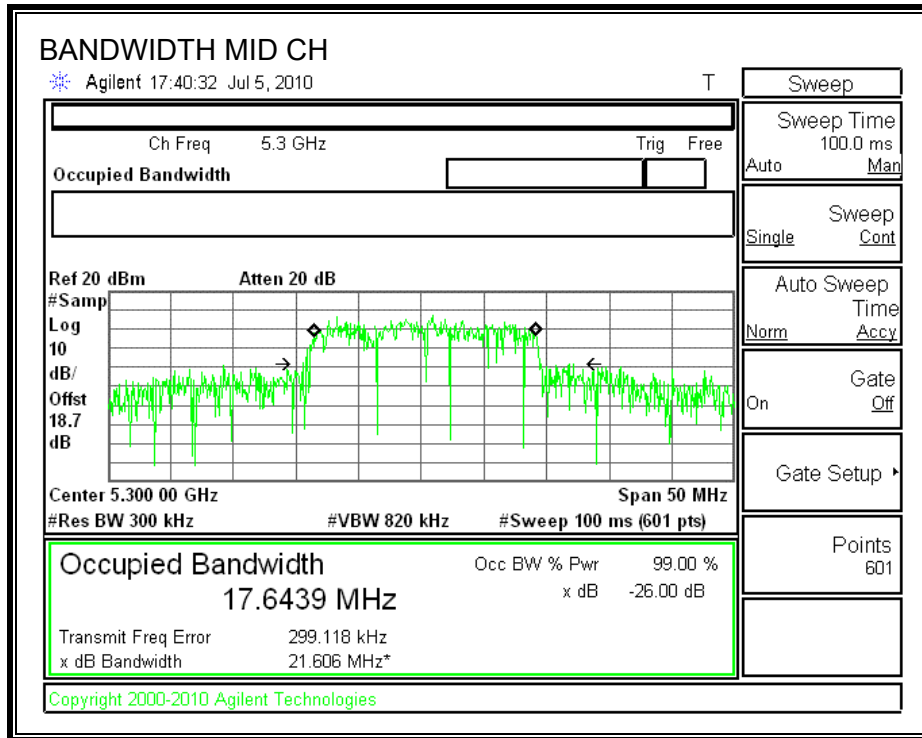 BANDWIDTH MID CH
Agilent 17:40:32 Jul 5, 2010 T
Ch Freq 5.3 GHz Trig Free
Occupied Bandwidth
Ref 20 dBm Atten 20 dB
#Samp
Log
10
dB/
Offst
18.7
dB
Center 5.300 00 GHz Span 50 MHz
#Res BW 300 kHz #VBW 820 kHz #Sweep 100 ms (601 pts)
Occupied Bandwidth
17.6439 MHz
Occ BW % Pwr 99.00 %
x dB -26.00 dB
Transmit Freq Error 299.118 kHz
x dB Bandwidth 21.606 MHz*
Copyright 2000-2010 Agilent Technologies
Sweep
Sweep Time
100.0 ms
Auto Man
Sweep
Single Cont
Auto Sweep
Time
Norm Accy
Gate
On Off
Gate Setup
Points
601